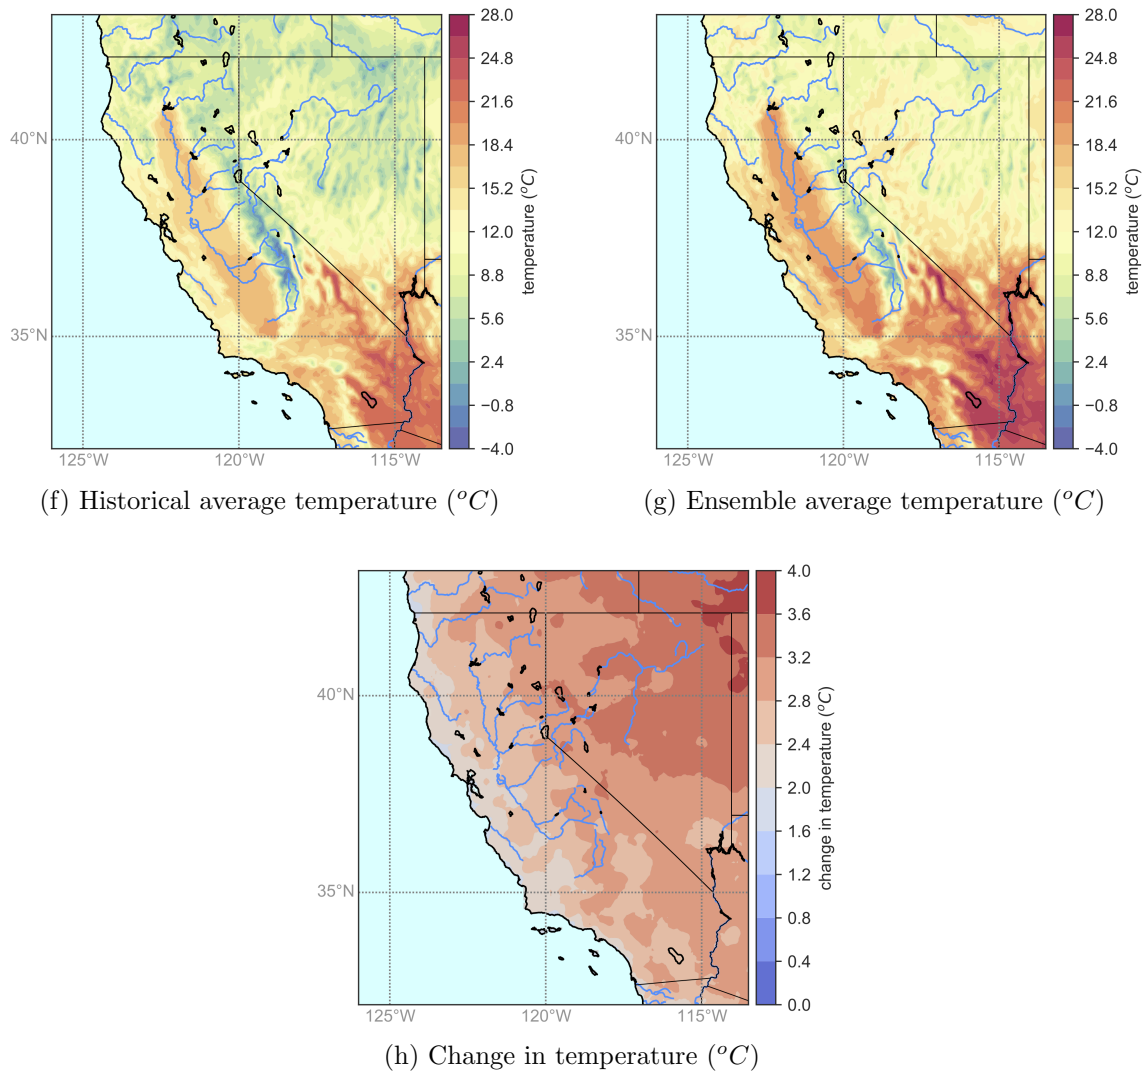 28.0
24.8
21.6
18.4
15.2
12.0
8.8
5.6
2.4
−0.8
−4.0
temperature (°C)
40°N
35°N
125°W 120°W 115°W
(f) Historical average temperature (°C)
28.0
24.8
21.6
18.4
15.2
12.0
8.8
5.6
2.4
−0.8
−4.0
temperature (°C)
40°N
35°N
125°W 120°W 115°W
(g) Ensemble average temperature (°C)
4.0
3.6
3.2
2.8
2.4
2.0
1.6
1.2
0.8
0.4
0.0
change in temperature (°C)
40°N
35°N
125°W 120°W 115°W
(h) Change in temperature (°C)